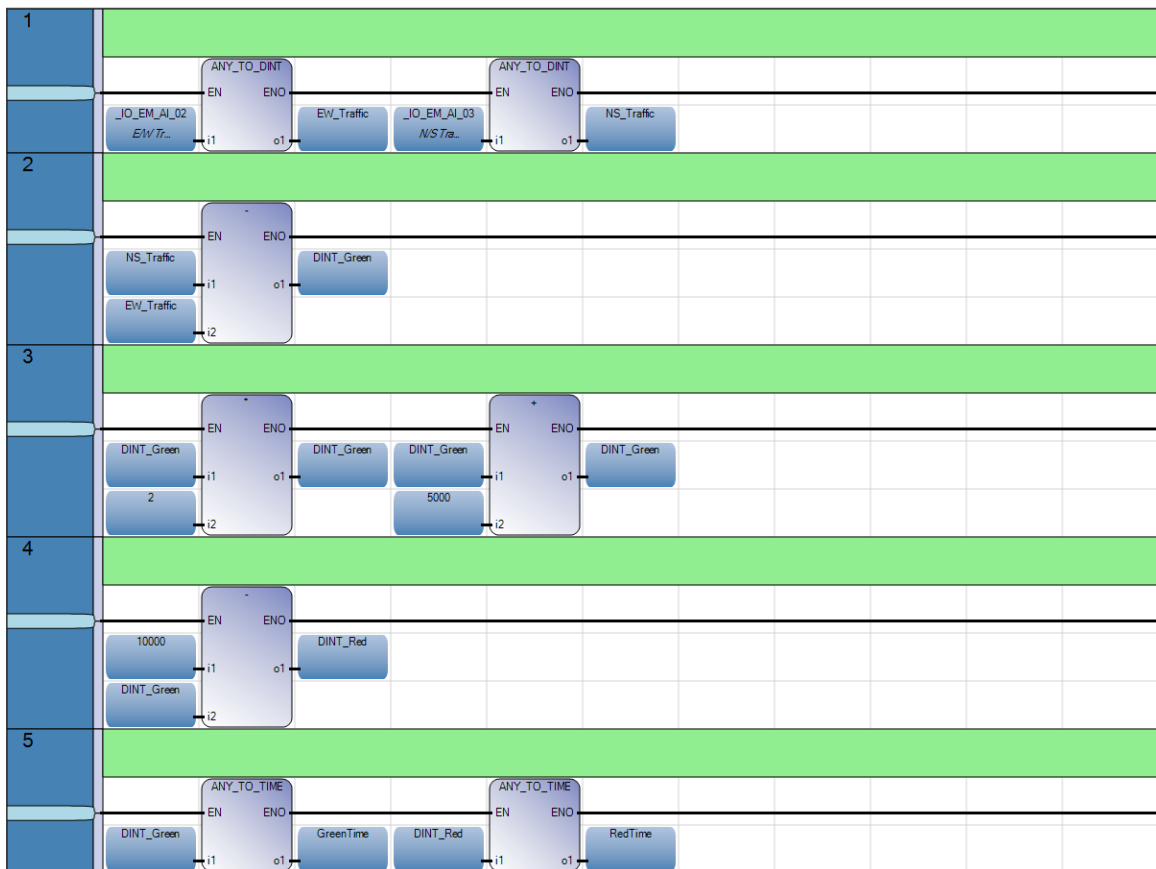 1
ANY_TO_DINT ANY_TO_DINT
EN ENO EN ENO
_IO_EM_AI_02 EW_Traffic _IO_EM_AI_03 NS_Traffic
E/W Tr... N/S Tra...
i1 o1 i1 o1
2
-
EN ENO
NS_Traffic DINT_Green
i1 o1
EW_Traffic
i2
3
* +
EN ENO EN ENO
DINT_Green DINT_Green DINT_Green DINT_Green
i1 o1 i1 o1
2 5000
i2 i2
4
-
EN ENO
10000 DINT_Red
i1 o1
DINT_Green
i2
5
ANY_TO_TIME ANY_TO_TIME
EN ENO EN ENO
DINT_Green GreenTime DINT_Red RedTime
i1 o1 i1 o1